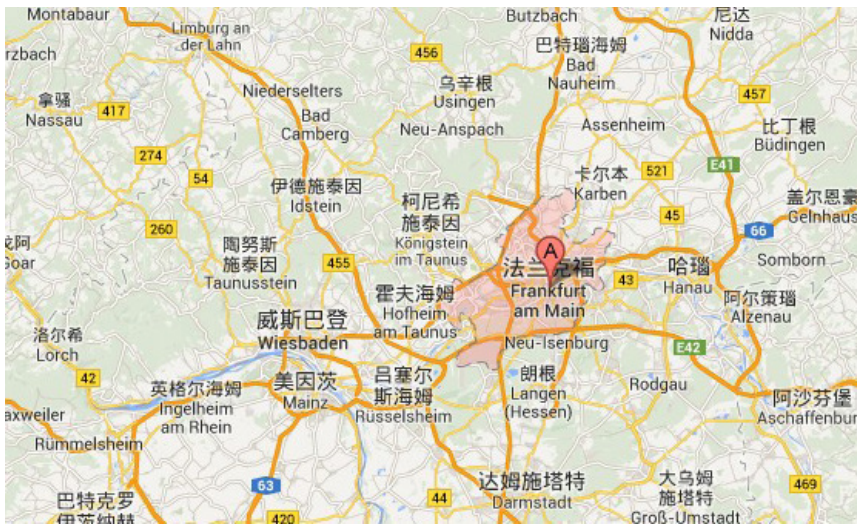 Montabaur
Limburg an
der Lahn
Butzbach
尼达
Nidda
巴特瑙海姆
Bad
Nauheim
456
rzbach
乌辛根
Usingen
Niederselters
457
拿骚
Nassau
417
Bad
Camberg
Neu-Anspach
Assenheim
比丁根
Büdingen
274
54
伊德施泰因
Idstein
柯尼希
施泰因
Königstein
im Taunus
卡尔本
Karben
521
E41
盖尔恩豪
Gelnhaus
45
66
260
戈阿
Goar
陶努斯
施泰因
Taunusstein
455
A
法兰克福
Frankfurt
am Main
43
哈瑙
Hanau
Somborn
霍夫海姆
Hofheim
am Taunus
阿尔策瑙
Alzenau
威斯巴登
Wiesbaden
洛尔希
Lorch
Neu-Isenburg
E42
42
英格尔海姆
Ingelheim
am Rhein
美因茨
Mainz
吕塞尔
斯海姆
Rüsselsheim
朗根
Langen
(Hessen)
Rodgau
阿沙芬堡
Aschaffenbur
axweiler
Rümmelsheim
63
44
达姆施塔特
Darmstadt
大乌姆
施塔特
Groß-Umstadt
469
巴特克罗
伊茨纳赫
420